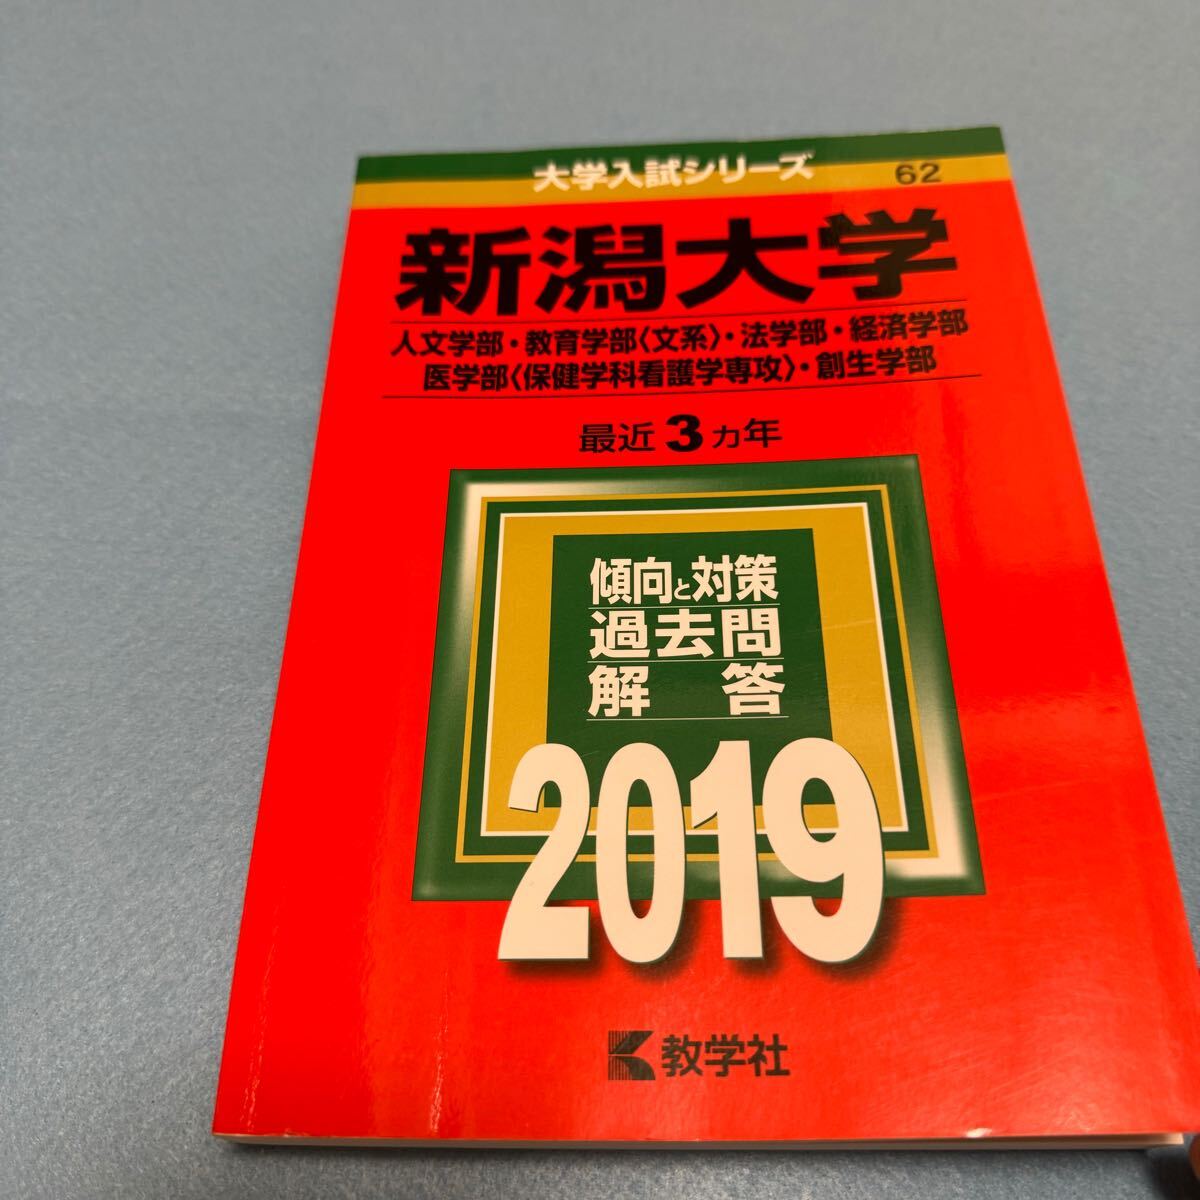 大学入試シリーズ 62
新潟大学
人文学部・教育学部〈文系〉・法学部・経済学部
医学部〈保健学科看護学専攻〉・創生学部
最近3カ年
傾向と対策
過去問
解答
2019
教学社